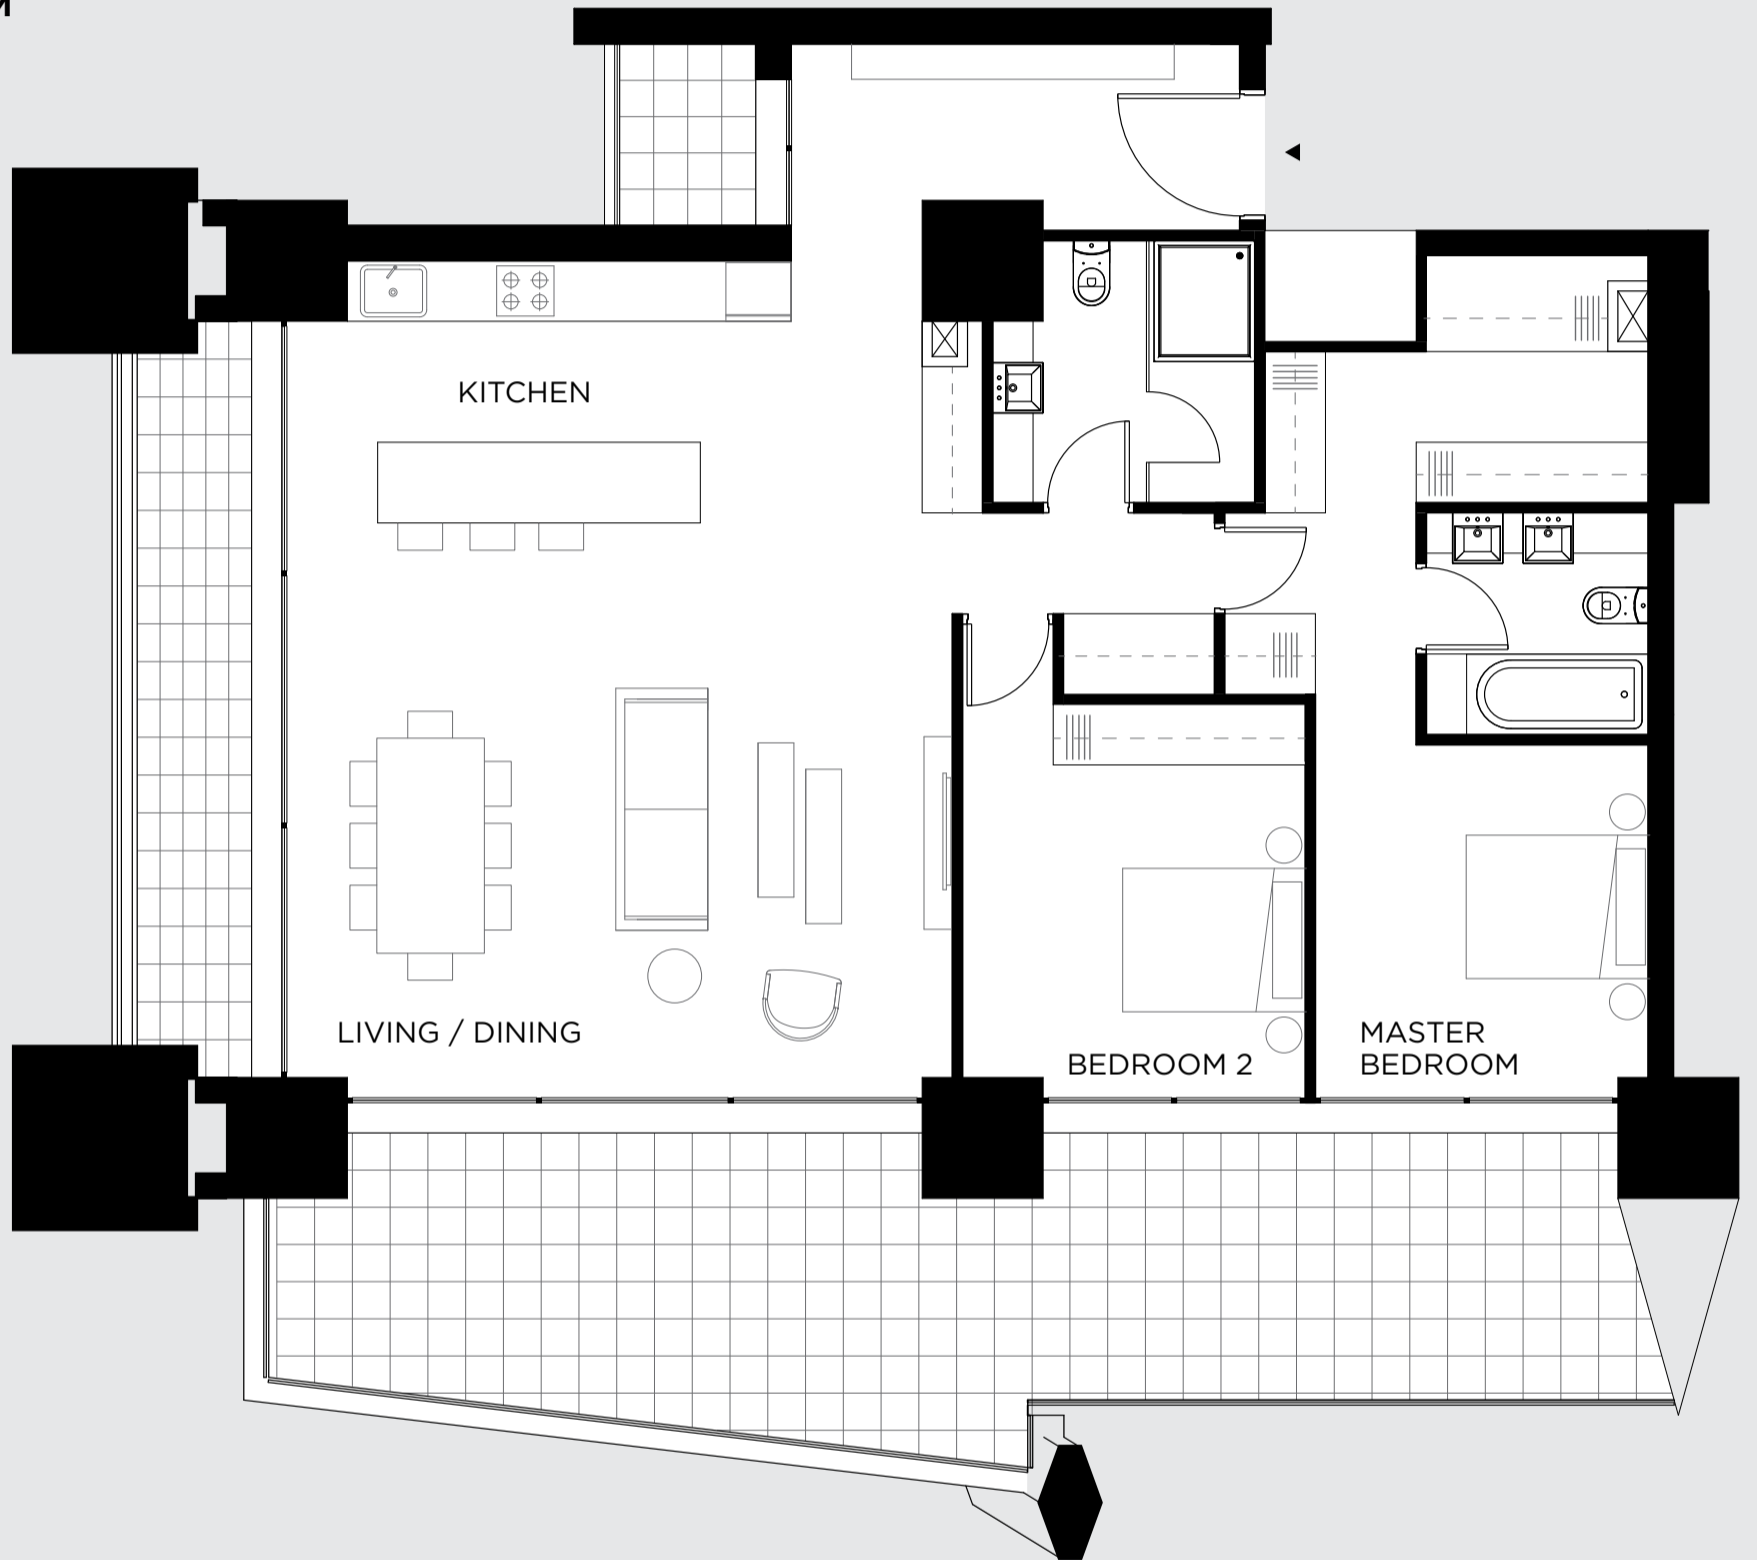 KITCHEN
LIVING / DINING
BEDROOM 2
MASTER
BEDROOM